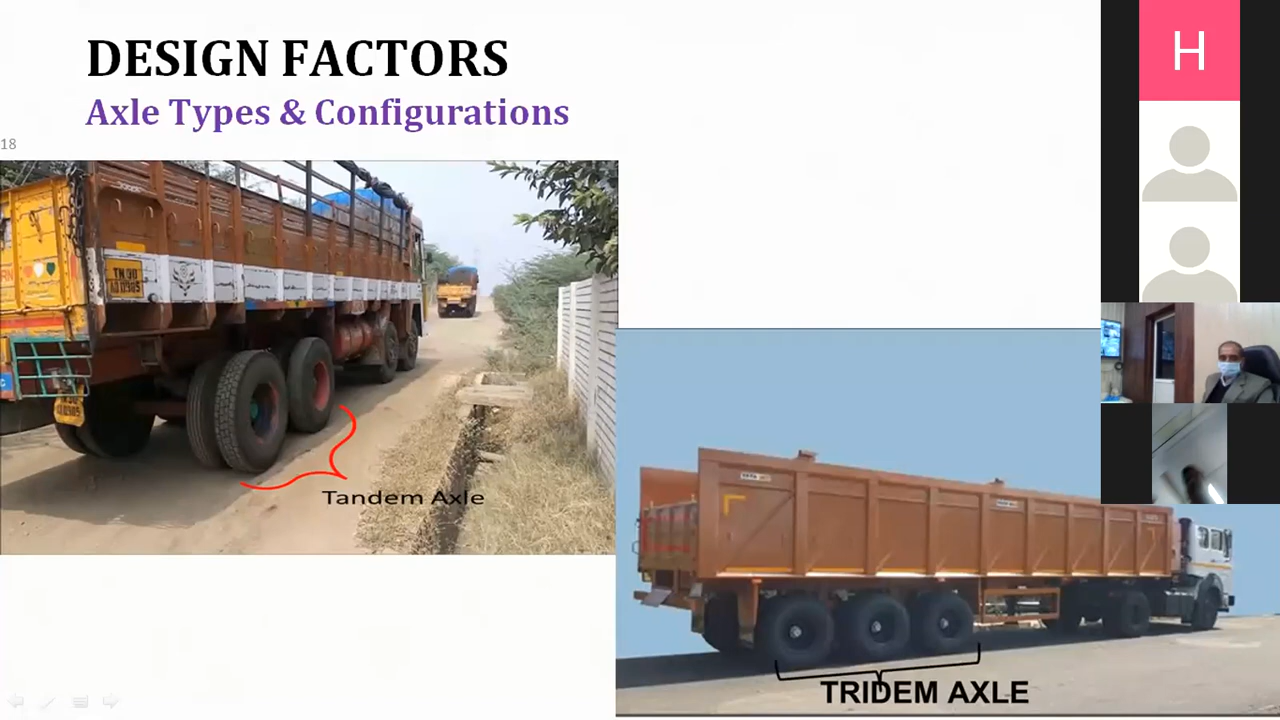 DESIGN FACTORS
Axle Types & Configurations
18
Tandem Axle
TRIDEM AXLE
H